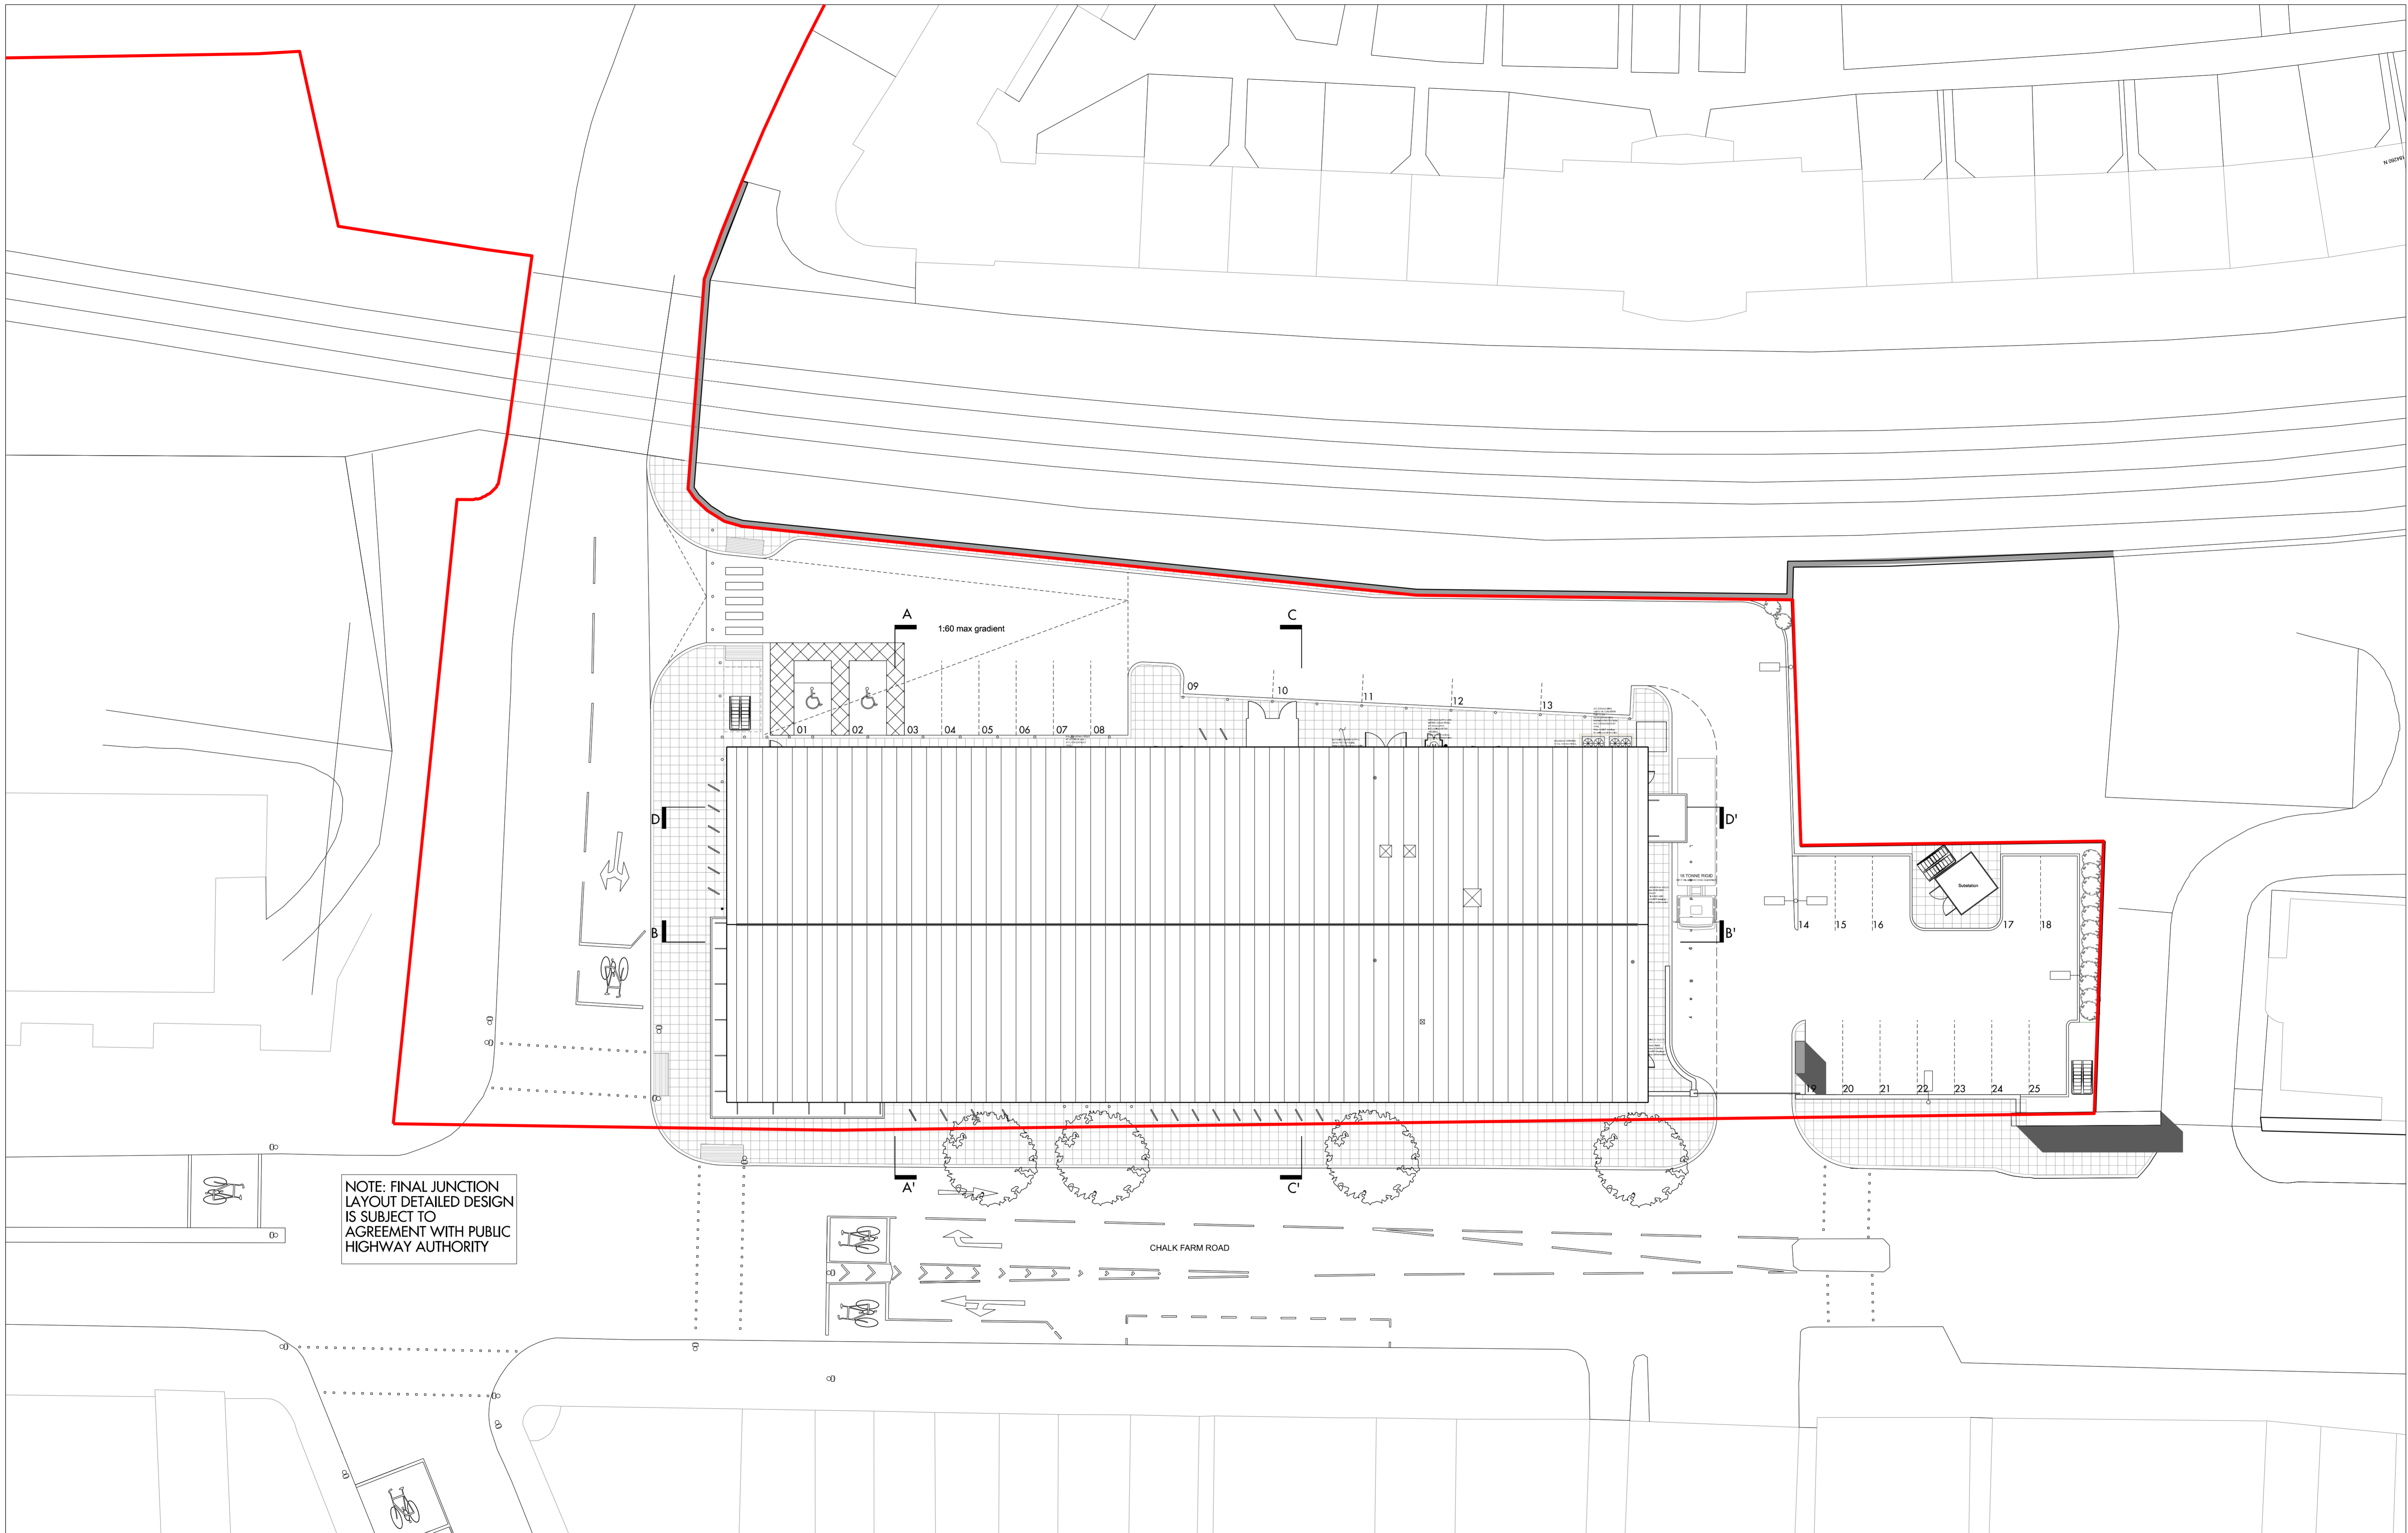 184260 N
A
1:60 max gradient
C
09
10
11
12
13
01
02
03
04
05
06
07
08
D
D'
18 TONNE RIGID
Substation
B
B'
14
15
16
17
18
19
20
21
22
23
24
25
A'
C'
NOTE: FINAL JUNCTION
LAYOUT DETAILED DESIGN
IS SUBJECT TO
AGREEMENT WITH PUBLIC
HIGHWAY AUTHORITY
CHALK FARM ROAD